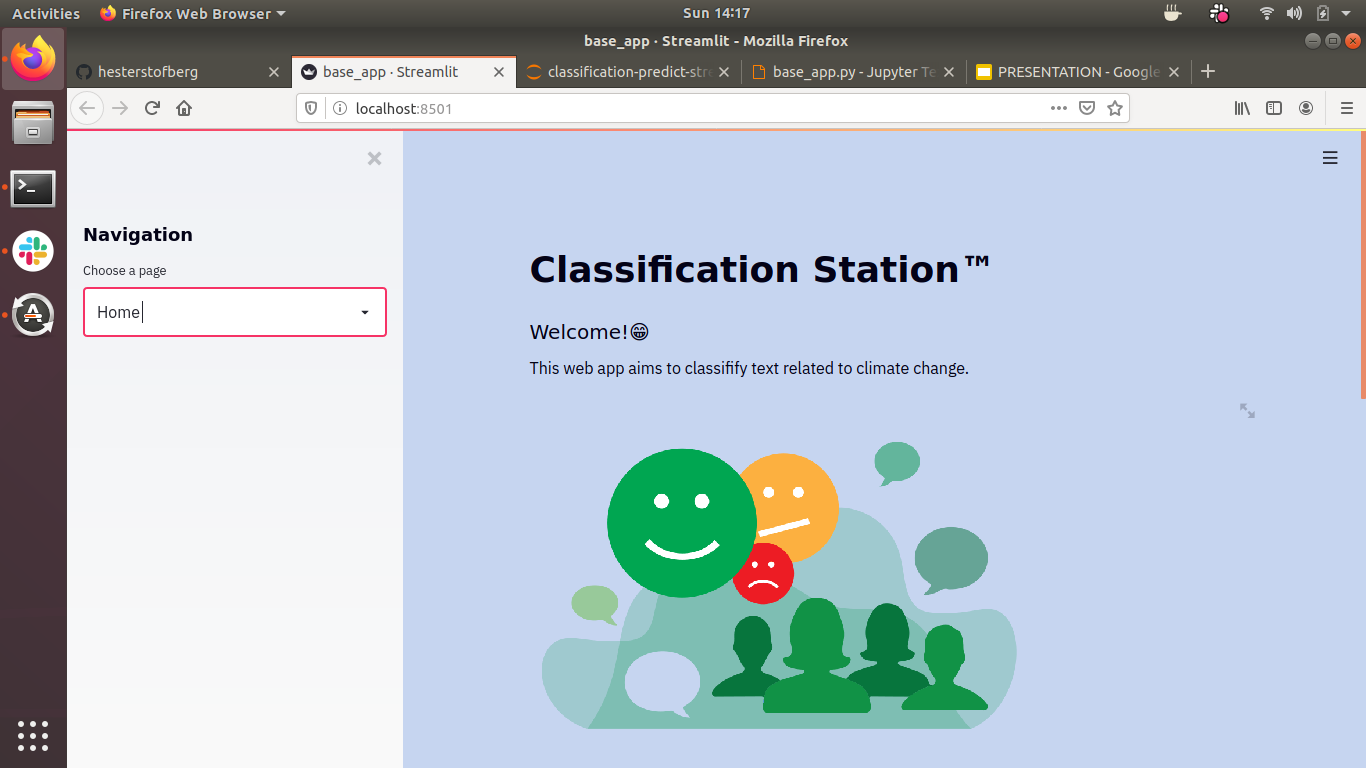 Activities Firefox Web Browser Sun 14:17
base_app · Streamlit - Mozilla Firefox
hesterstofberg base_app · Streamlit classification-predict-stre base_app.py - Jupyter Te PRESENTATION - Google
localhost:8501
Navigation
Choose a page
Home
Classification Station™
Welcome!😁
This web app aims to classifify text related to climate change.